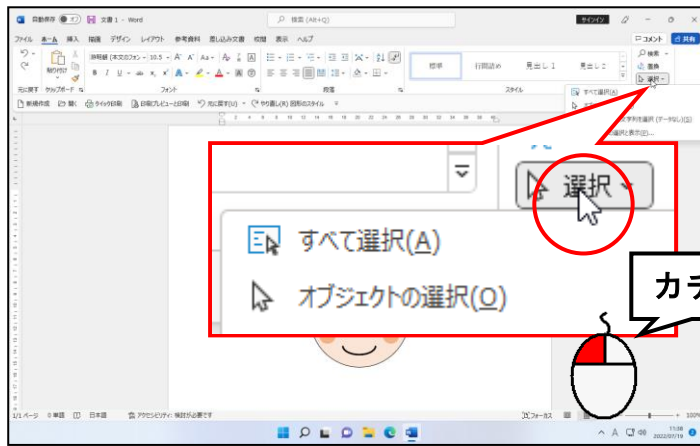 自動保存 オフ 文書 1 - Word 検索 (Alt+Q) サインイン
ファイル ホーム 挿入 描画 デザイン レイアウト 参考資料 差し込み文書 校閲 表示 ヘルプ コメント 共有
貼り付け 游明朝 (本文のフォン 10.5 標準 行間詰め 見出し 1 見出し 2 検索 置換 選択
元に戻す クリップボード フォント 段落 スタイル
新規作成 開く クイック印刷 印刷プレビューと印刷 元に戻す(U) やり直し(R) 図形のスタイル
すべて選択(A)
選択
すべて選択(A)
オブジェクトの選択(O)
カチ
1/1 ページ 0 単語 日本語 アクセシビリティ: 検討が必要です フォーカス 100%
A 11:38
2022/07/19